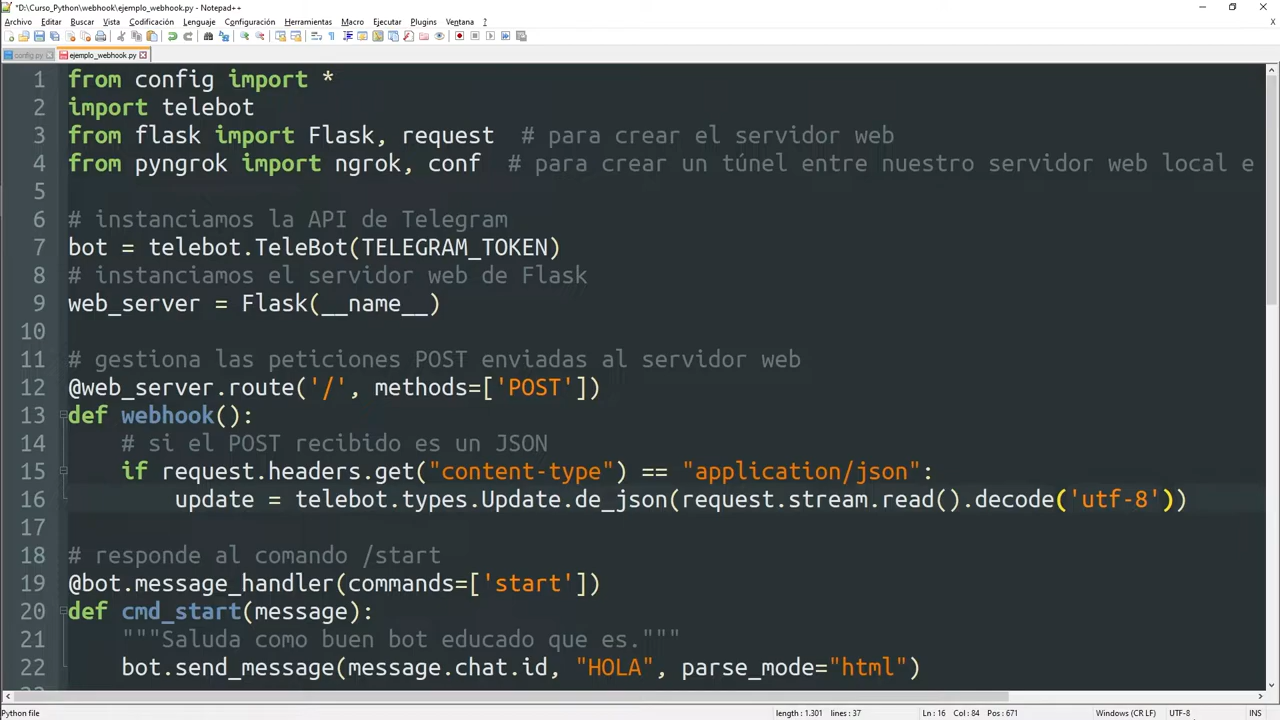 *D:\Curso_Python\webhook\ejemplo_webhook.py - Notepad++
Archivo Editar Buscar Vista Codificación Lenguaje Configuración Herramientas Macro Ejecutar Plugins Ventana ?
config.py ejemplo_webhook.py
1 from config import *
2 import telebot
3 from flask import Flask, request  # para crear el servidor web
4 from pyngrok import ngrok, conf  # para crear un túnel entre nuestro servidor web local e
5
6 # instanciamos la API de Telegram
7 bot = telebot.TeleBot(TELEGRAM_TOKEN)
8 # instanciamos el servidor web de Flask
9 web_server = Flask(__name__)
10
11 # gestiona las peticiones POST enviadas al servidor web
12 @web_server.route('/', methods=['POST'])
13 def webhook():
14     # si el POST recibido es un JSON
15     if request.headers.get("content-type") == "application/json":
16         update = telebot.types.Update.de_json(request.stream.read().decode('utf-8'))
17
18 # responde al comando /start
19 @bot.message_handler(commands=['start'])
20 def cmd_start(message):
21     """Saluda como buen bot educado que es."""
22     bot.send_message(message.chat.id, "HOLA", parse_mode="html")
Python file length : 1.301 lines : 37 Ln : 16 Col : 84 Pos : 671 Windows (CR LF) UTF-8 INS